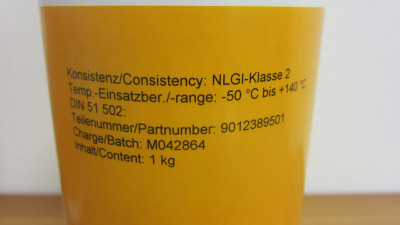 Konsistenz/Consistency: NLGI-Klasse 2
Temp.-Einsatzber./-range: -50 °C bis +140 °C
DIN 51 502:
Teilenummer/Partnumber: 9012389501
Charge/Batch: M042864
Inhalt/Content: 1 kg